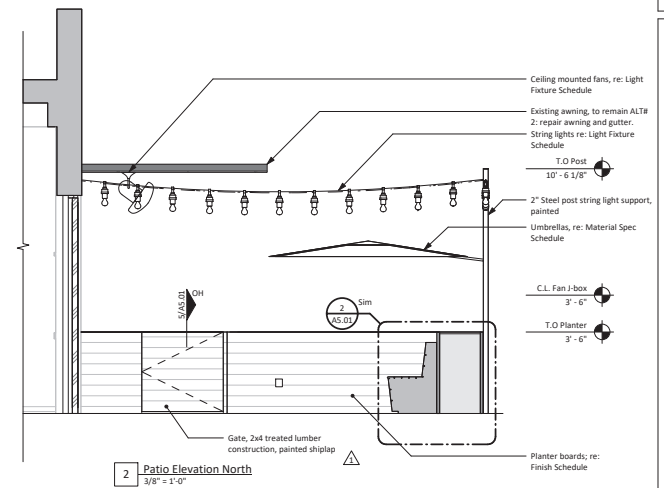 Ceiling mounted fans, re: Light
Fixture Schedule
Existing awning, to remain ALT#
2: repair awning and gutter.
String lights re: Light Fixture
Schedule
T.O Post
10' - 6 1/8"
2" Steel post string light support,
painted
Umbrellas, re: Material Spec
Schedule
C.L. Fan J-box
3' - 6"
T.O Planter
3' - 6"
5/A5.01
OH
2
A5.01
Sim
Gate, 2x4 treated lumber
construction, painted shiplap
1
Planter boards; re:
Finish Schedule
2 Patio Elevation North
3/8" = 1'-0"